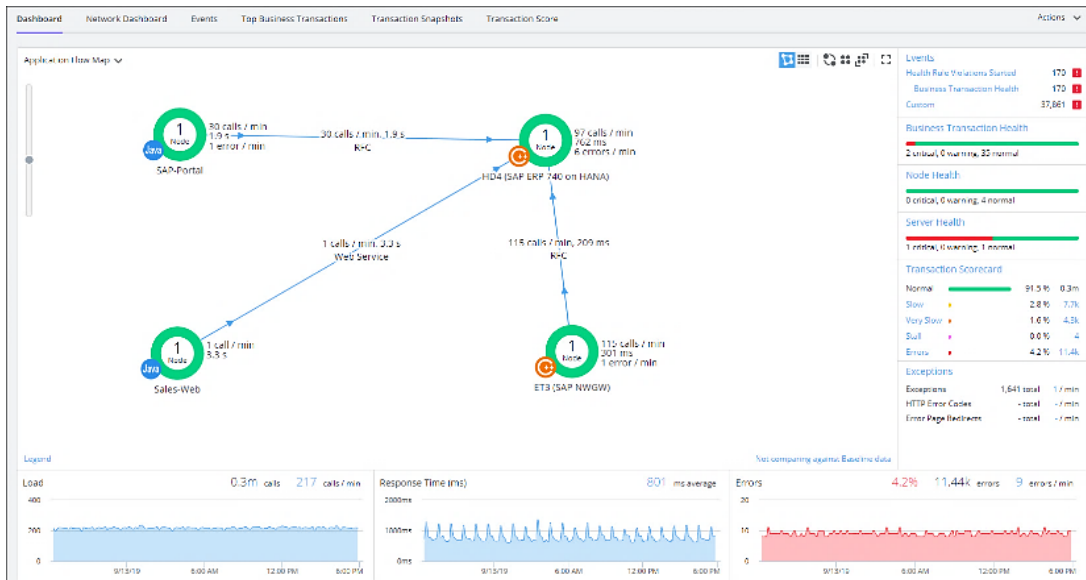 Dashboard Network Dashboard Events Top Business Transactions Transaction Snapshots Transaction Score Actions
Application Flow Map
30 calls / min
1.9 s
1 error / min
1
Node
Java
SAP-Portal
30 calls / min, 1.9 s
RFC
1
Node
97 calls / min
762 ms
6 errors / min
HD4 (SAP ERP 740 on HANA)
1 calls / min, 3.3 s
Web Service
115 calls / min, 209 ms
RFC
1
Node
1 call / min
3.3 s
Java
Sales-Web
1
Node
115 calls / min
301 ms
1 error / min
ET3 (SAP NWGW)
Legend
Not comparing against Baseline data
Events
Health Rule Violations Started 170 !
Business Transaction Health 170 !
Custom 37,861 !
Business Transaction Health
2 critical, 0 warning, 35 normal
Node Health
0 critical, 0 warning, 4 normal
Server Health
1 critical, 0 warning, 1 normal
Transaction Scorecard
Normal 91.5 % 0.3m
Slow 2.8 % 7.7k
Very Slow 1.6 %
Stall 0.0 % 4
Errors 4.2 % 11.4k
Exceptions
Exceptions 1,641 total 1 / min
HTTP Error Codes - total - / min
Error Page Redirects - total - / min
Load 0.3m calls 217 calls / min
400
200
0
9/13/19 6:00 AM 12:00 PM 6:00 PM
Response Time (ms) 801 ms average
2000ms
1000ms
0ms
9/13/19 6:00 AM 12:00 PM 6:00 PM
Errors 4.2% 11.44k errors 9 errors / min
20
10
0
9/13/19 6:00 AM 12:00 PM 6:00 PM